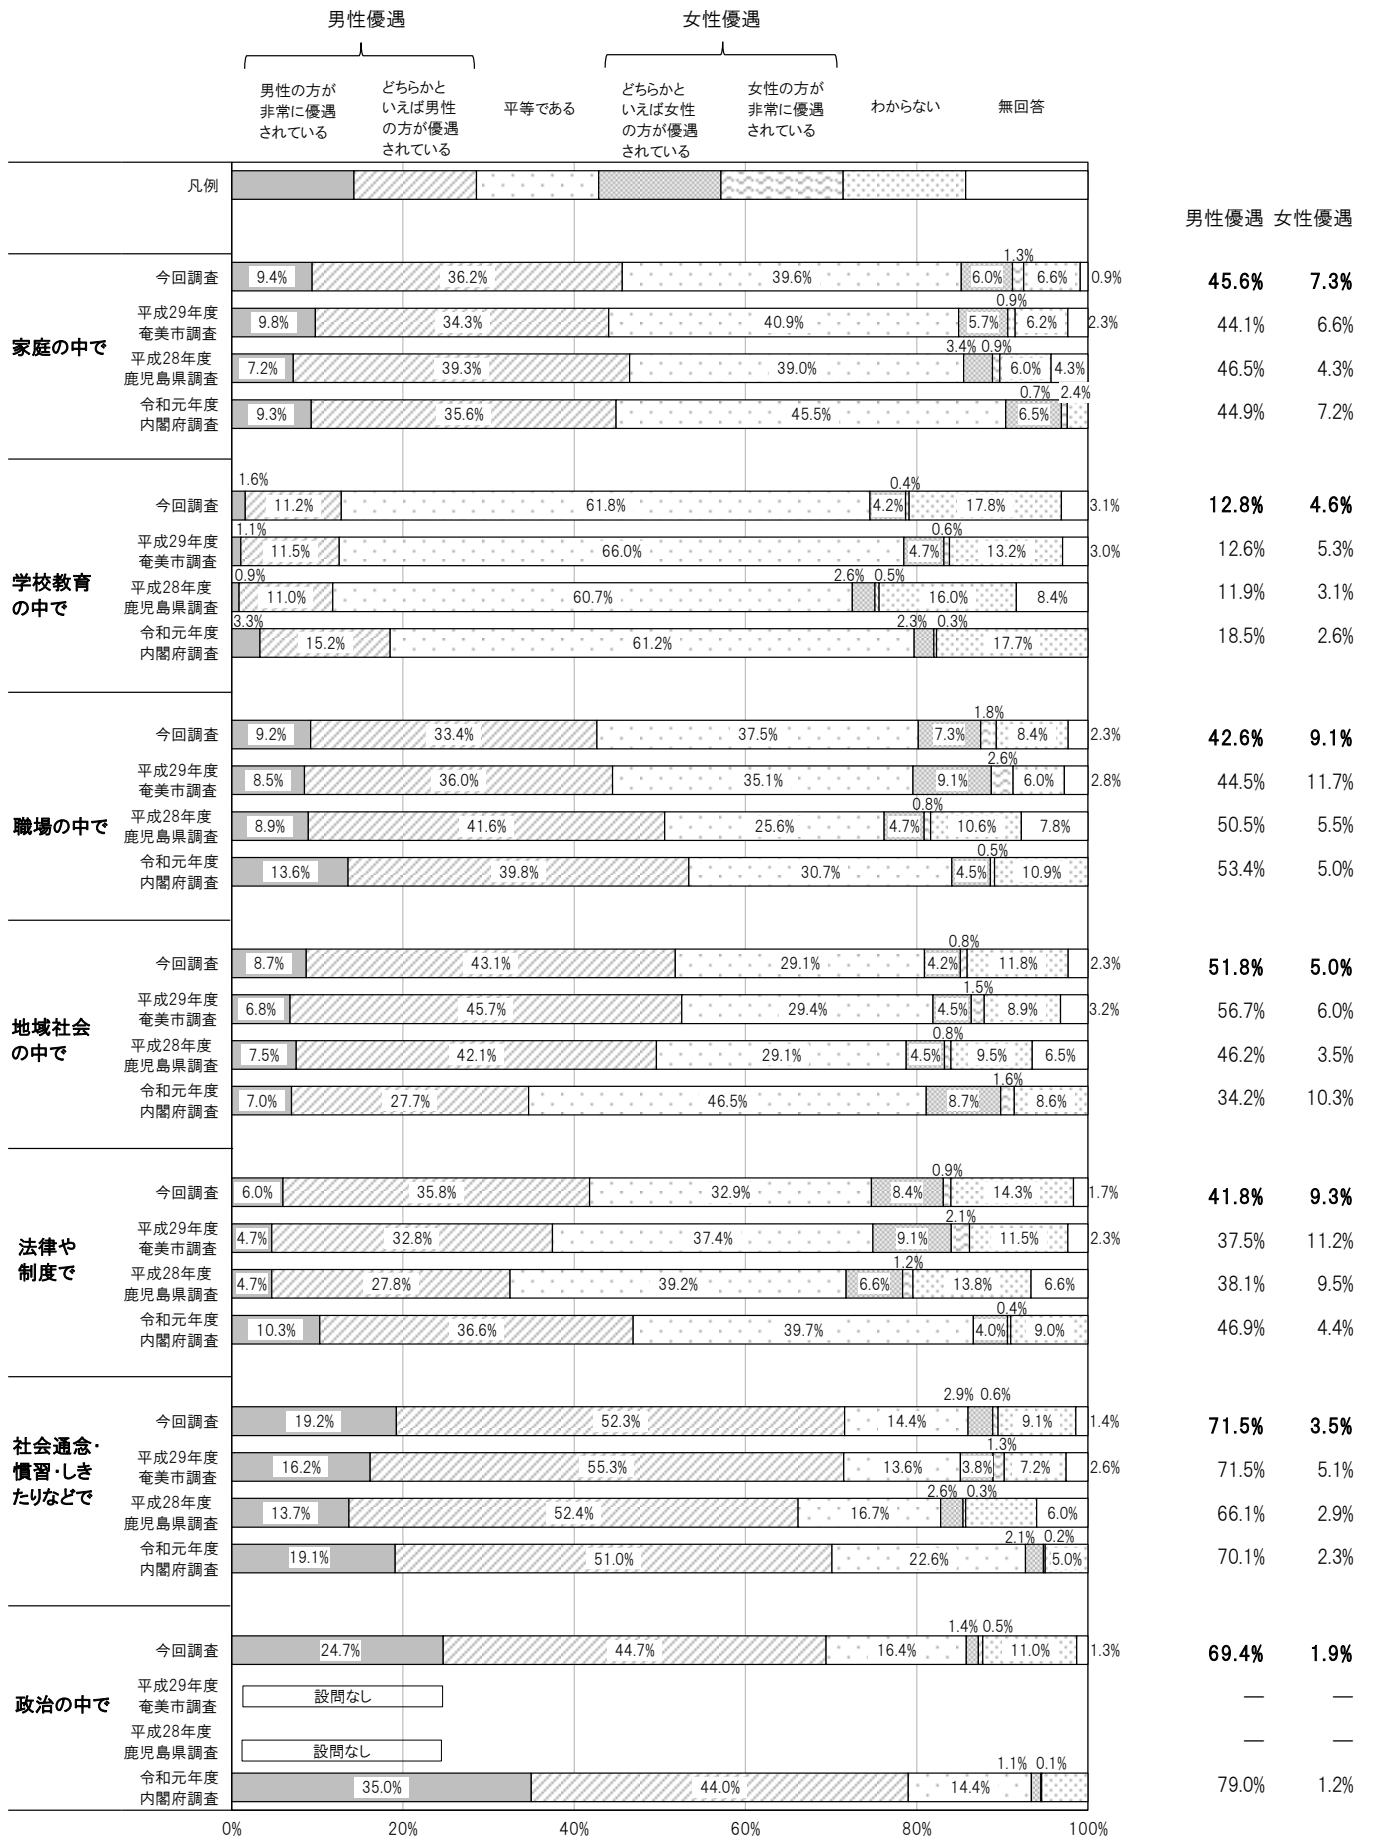 男性優遇
女性優遇
男性の方が
非常に優遇
されている
どちらかと
いえば男性
の方が優遇
されている
平等である
どちらかと
いえば女性
の方が優遇
されている
女性の方が
非常に優遇
されている
わからない
無回答
凡例
男性優遇 女性優遇
家庭の中で
今回調査 9.4% 36.2% 39.6% 6.0% 1.3% 6.6% 0.9% 45.6% 7.3%
平成29年度
奄美市調査 9.8% 34.3% 40.9% 5.7% 0.9% 6.2% 2.3% 44.1% 6.6%
平成28年度
鹿児島県調査 7.2% 39.3% 39.0% 3.4% 0.9% 6.0% 4.3% 46.5% 4.3%
令和元年度
内閣府調査 9.3% 35.6% 45.5% 6.5% 0.7% 2.4% 44.9% 7.2%
学校教育
の中で
今回調査 1.6% 11.2% 61.8% 4.2% 0.4% 17.8% 3.1% 12.8% 4.6%
平成29年度
奄美市調査 1.1% 11.5% 66.0% 4.7% 0.6% 13.2% 3.0% 12.6% 5.3%
平成28年度
鹿児島県調査 0.9% 11.0% 60.7% 2.6% 0.5% 16.0% 8.4% 11.9% 3.1%
令和元年度
内閣府調査 3.3% 15.2% 61.2% 2.3% 0.3% 17.7% 18.5% 2.6%
職場の中で
今回調査 9.2% 33.4% 37.5% 7.3% 1.8% 8.4% 2.3% 42.6% 9.1%
平成29年度
奄美市調査 8.5% 36.0% 35.1% 9.1% 2.6% 6.0% 2.8% 44.5% 11.7%
平成28年度
鹿児島県調査 8.9% 41.6% 25.6% 4.7% 0.8% 10.6% 7.8% 50.5% 5.5%
令和元年度
内閣府調査 13.6% 39.8% 30.7% 4.5% 0.5% 10.9% 53.4% 5.0%
地域社会
の中で
今回調査 8.7% 43.1% 29.1% 4.2% 0.8% 11.8% 2.3% 51.8% 5.0%
平成29年度
奄美市調査 6.8% 45.7% 29.4% 4.5% 1.5% 8.9% 3.2% 56.7% 6.0%
平成28年度
鹿児島県調査 7.5% 42.1% 29.1% 4.5% 0.8% 9.5% 6.5% 46.2% 3.5%
令和元年度
内閣府調査 7.0% 27.7% 46.5% 8.7% 1.6% 8.6% 34.2% 10.3%
法律や
制度で
今回調査 6.0% 35.8% 32.9% 8.4% 0.9% 14.3% 1.7% 41.8% 9.3%
平成29年度
奄美市調査 4.7% 32.8% 37.4% 9.1% 2.1% 11.5% 2.3% 37.5% 11.2%
平成28年度
鹿児島県調査 4.7% 27.8% 39.2% 6.6% 1.2% 13.8% 6.6% 38.1% 9.5%
令和元年度
内閣府調査 10.3% 36.6% 39.7% 4.0% 0.4% 9.0% 46.9% 4.4%
社会通念・
慣習・しき
たりなどで
今回調査 19.2% 52.3% 14.4% 2.9% 0.6% 9.1% 1.4% 71.5% 3.5%
平成29年度
奄美市調査 16.2% 55.3% 13.6% 3.8% 1.3% 7.2% 2.6% 71.5% 5.1%
平成28年度
鹿児島県調査 13.7% 52.4% 16.7% 2.6% 0.3% 6.0% 66.1% 2.9%
令和元年度
内閣府調査 19.1% 51.0% 22.6% 2.1% 0.2% 5.0% 70.1% 2.3%
政治の中で
今回調査 24.7% 44.7% 16.4% 1.4% 0.5% 11.0% 1.3% 69.4% 1.9%
平成29年度
奄美市調査 設問なし — —
平成28年度
鹿児島県調査 設問なし — —
令和元年度
内閣府調査 35.0% 44.0% 14.4% 1.1% 0.1% 79.0% 1.2%
0% 20% 40% 60% 80% 100%